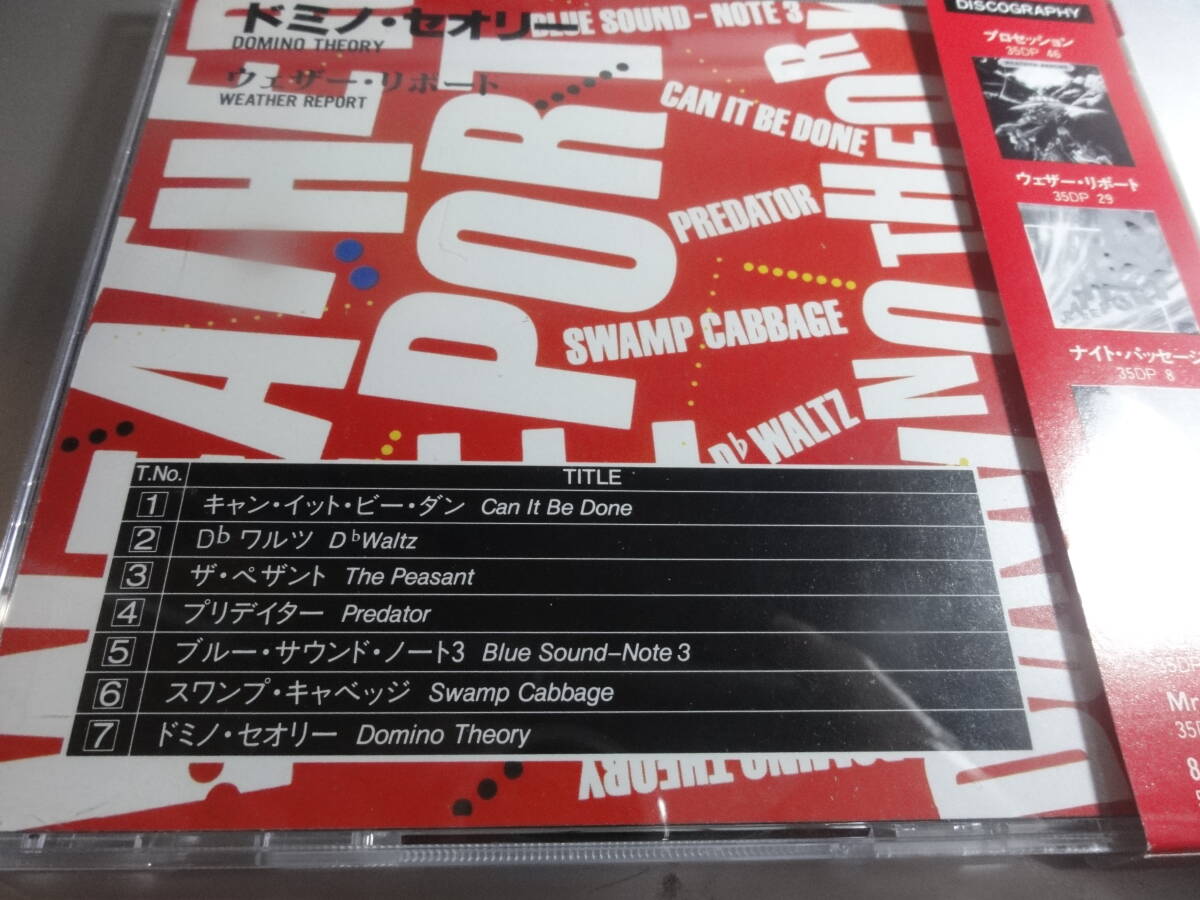 ドミノ・セオリー
DOMINO THEORY
ウェザー・リポート
WEATHER REPORT
BLUE SOUND - NOTE 3
CAN IT BE DONE
PREDATOR
SWAMP CABBAGE
D♭ WALTZ
DOMINO THEORY
T.No. TITLE
1 キャン・イット・ビー・ダン Can It Be Done
2 D♭ ワルツ D♭Waltz
3 ザ・ペザント The Peasant
4 プリデイター Predator
5 ブルー・サウンド・ノート3 Blue Sound–Note 3
6 スワンプ・キャベッジ Swamp Cabbage
7 ドミノ・セオリー Domino Theory
DISCOGRAPHY
プロセッション
35DP 46
ウェザー・リポート
35DP 29
ナイト・パッセージ
35DP 8
Mr